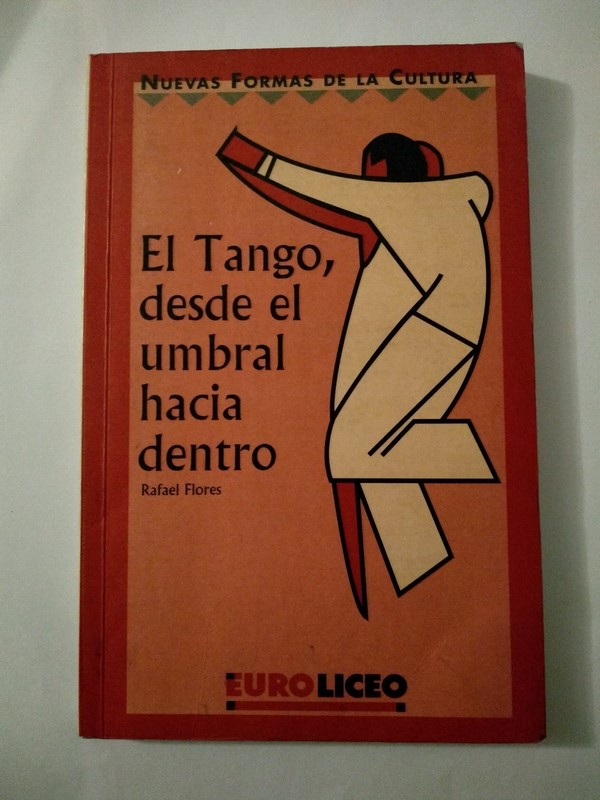 NUEVAS FORMAS DE LA CULTURA
El Tango,
desde el
umbral
hacia
dentro
Rafael Flores
EUROLICEO